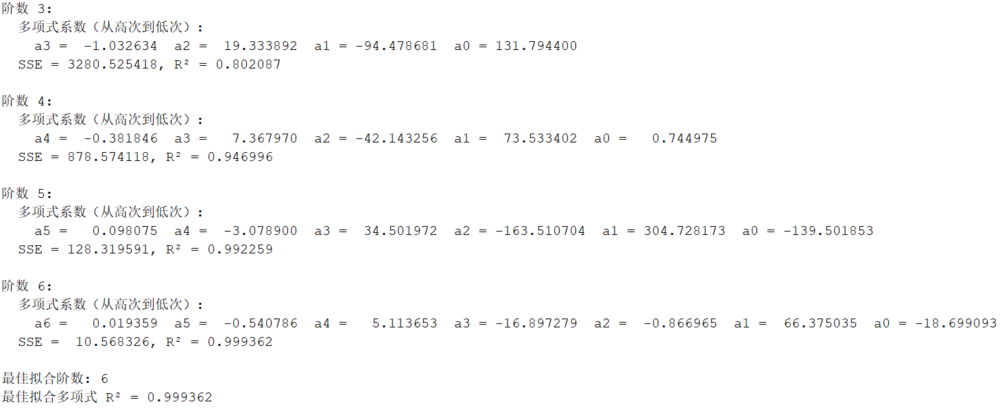 阶数 3:
多项式系数（从高次到低次）:
a3 = -1.032634 a2 = 19.333892 a1 = -94.478681 a0 = 131.794400
SSE = 3280.525418, R² = 0.802087
阶数 4:
多项式系数（从高次到低次）:
a4 = -0.381846 a3 = 7.367970 a2 = -42.143256 a1 = 73.533402 a0 = 0.744975
SSE = 878.574118, R² = 0.946996
阶数 5:
多项式系数（从高次到低次）:
a5 = 0.098075 a4 = -3.078900 a3 = 34.501972 a2 = -163.510704 a1 = 304.728173 a0 = -139.501853
SSE = 128.319591, R² = 0.992259
阶数 6:
多项式系数（从高次到低次）:
a6 = 0.019359 a5 = -0.540786 a4 = 5.113653 a3 = -16.897279 a2 = -0.866965 a1 = 66.375035 a0 = -18.699093
SSE = 10.568326, R² = 0.999362
最佳拟合阶数: 6
最佳拟合多项式 R² = 0.999362